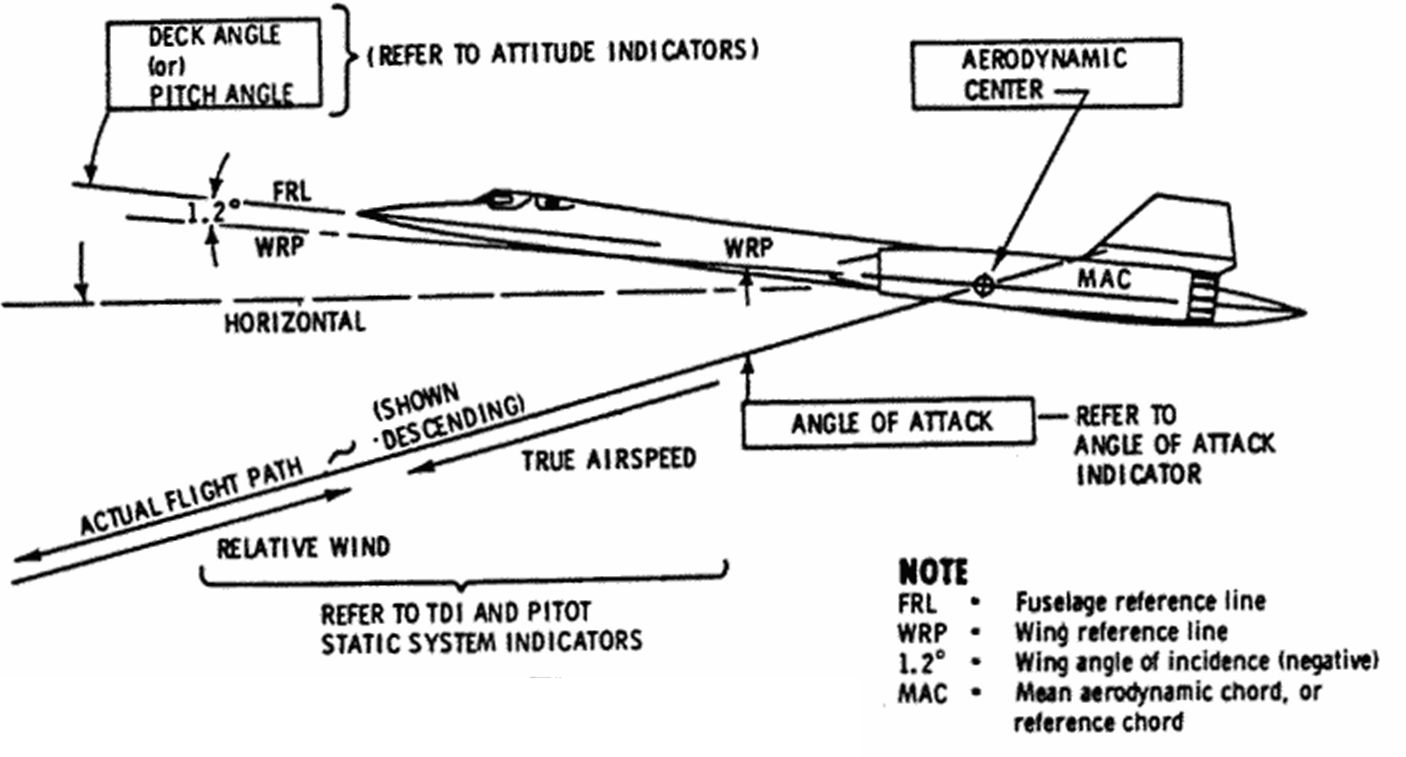 DECK ANGLE
(or)
PITCH ANGLE
(REFER TO ATTITUDE INDICATORS)
AERODYNAMIC
CENTER
FRL
1.2°
WRP
WRP
MAC
HORIZONTAL
(SHOWN
DESCENDING)
ACTUAL FLIGHT PATH
TRUE AIRSPEED
RELATIVE WIND
ANGLE OF ATTACK
REFER TO
ANGLE OF ATTACK
INDICATOR
REFER TO TDI AND PITOT
STATIC SYSTEM INDICATORS
NOTE
FRL - Fuselage reference line
WRP - Wing reference line
1.2° - Wing angle of incidence (negative)
MAC - Mean aerodynamic chord, or
reference chord